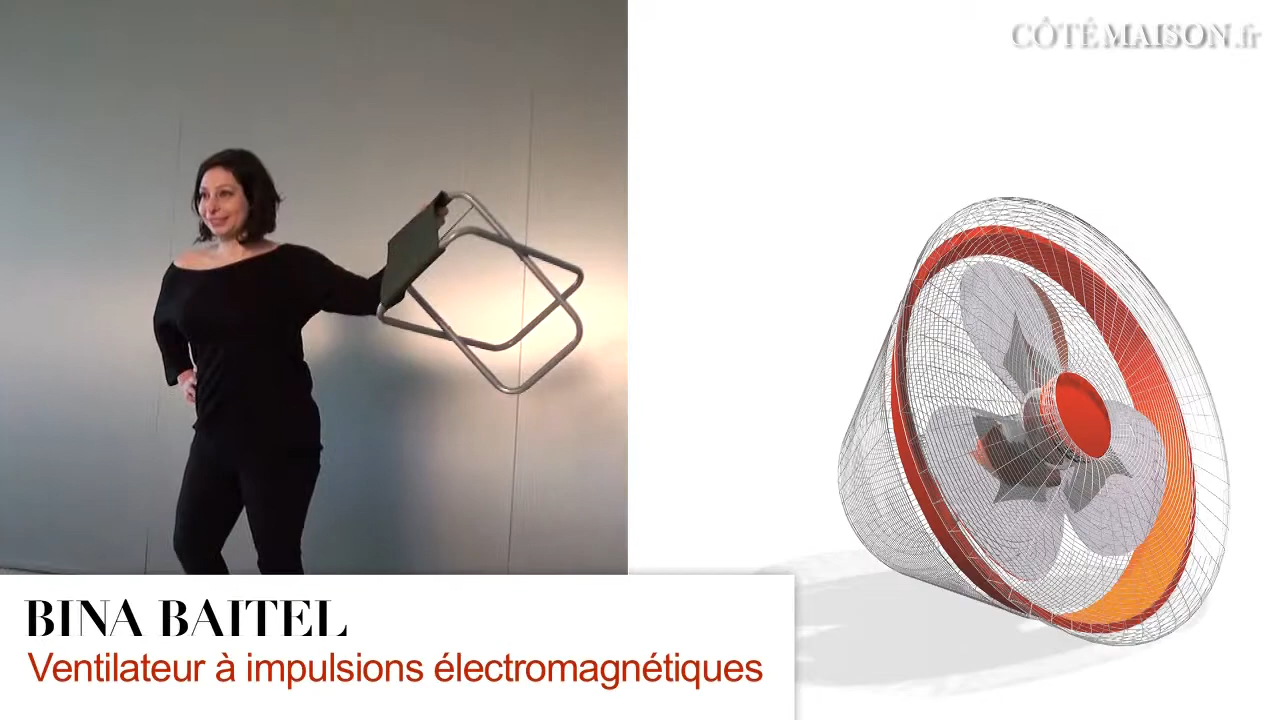 CÔTÉ MAISON.fr
BINA BAITEL
Ventilateur à impulsions électromagnétiques